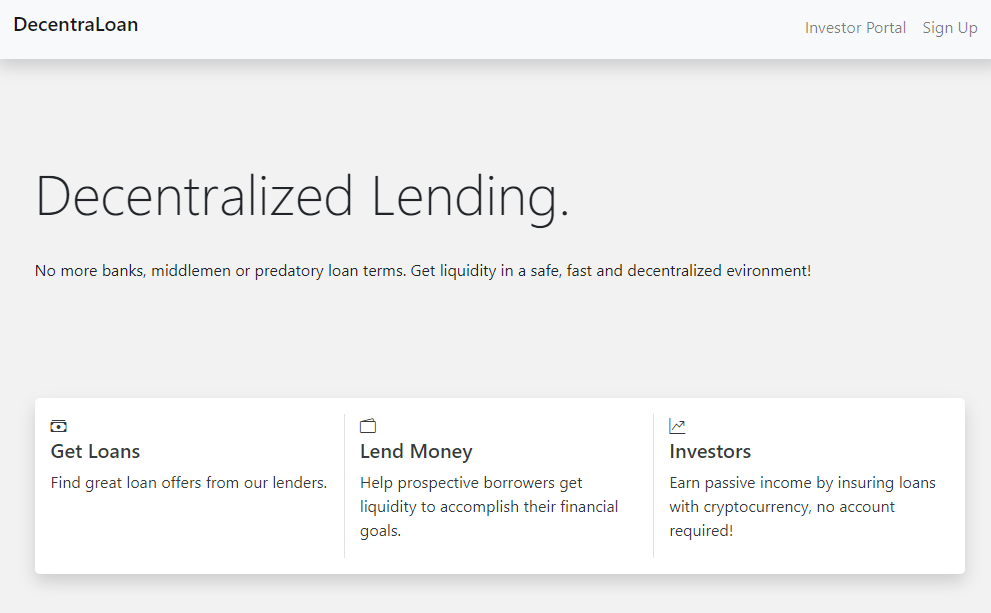 DecentraLoan
Investor Portal Sign Up
Decentralized Lending.
No more banks, middlemen or predatory loan terms. Get liquidity in a safe, fast and decentralized evironment!
Get Loans
Find great loan offers from our lenders.
Lend Money
Help prospective borrowers get
liquidity to accomplish their financial
goals.
Investors
Earn passive income by insuring loans
with cryptocurrency, no account
required!